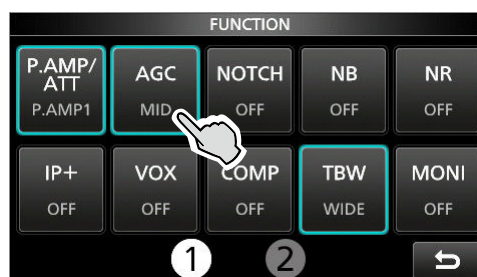 FUNCTION
P.AMP/
ATT
P.AMP1
AGC
MID
NOTCH
OFF
NB
OFF
NR
OFF
IP+
OFF
VOX
OFF
COMP
OFF
TBW
WIDE
MONI
OFF
1
2